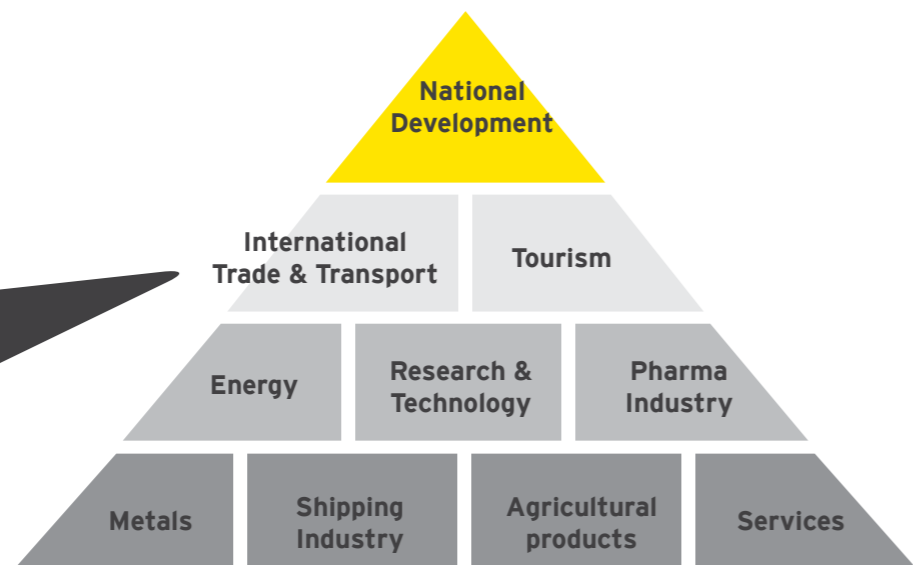 National
Development
International
Trade & Transport
Tourism
Energy
Research &
Technology
Pharma
Industry
Metals
Shipping
Industry
Agricultural
products
Services